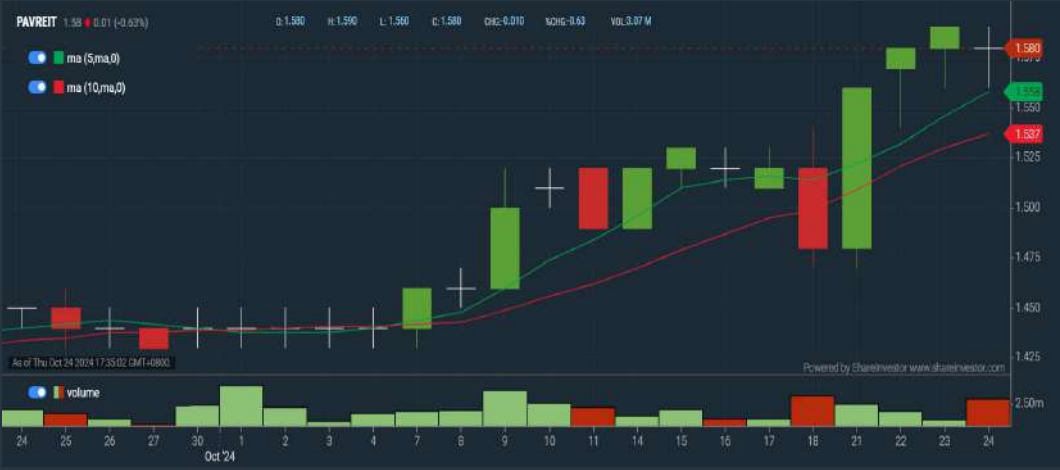 PAVREIT 1.58 0.01 (-0.63%) O:1.580 H:1.590 L:1.560 C:1.580 CHG:-0.010 %CHG:-0.63 VOL:3.07 M
ma (5,ma,0)
ma (10,ma,0)
1.580
1.575
1.558
1.550
1.537
1.525
1.500
1.475
1.450
1.425
As of Thu Oct 24 2024 17:35:02 GMT+0800
Powered by ShareInvestor www.shareinvestor.com
volume
2.50m
24 25 26 27 30 1 2 3 4 7 8 9 10 11 14 15 16 17 18 21 22 23 24
Oct '24